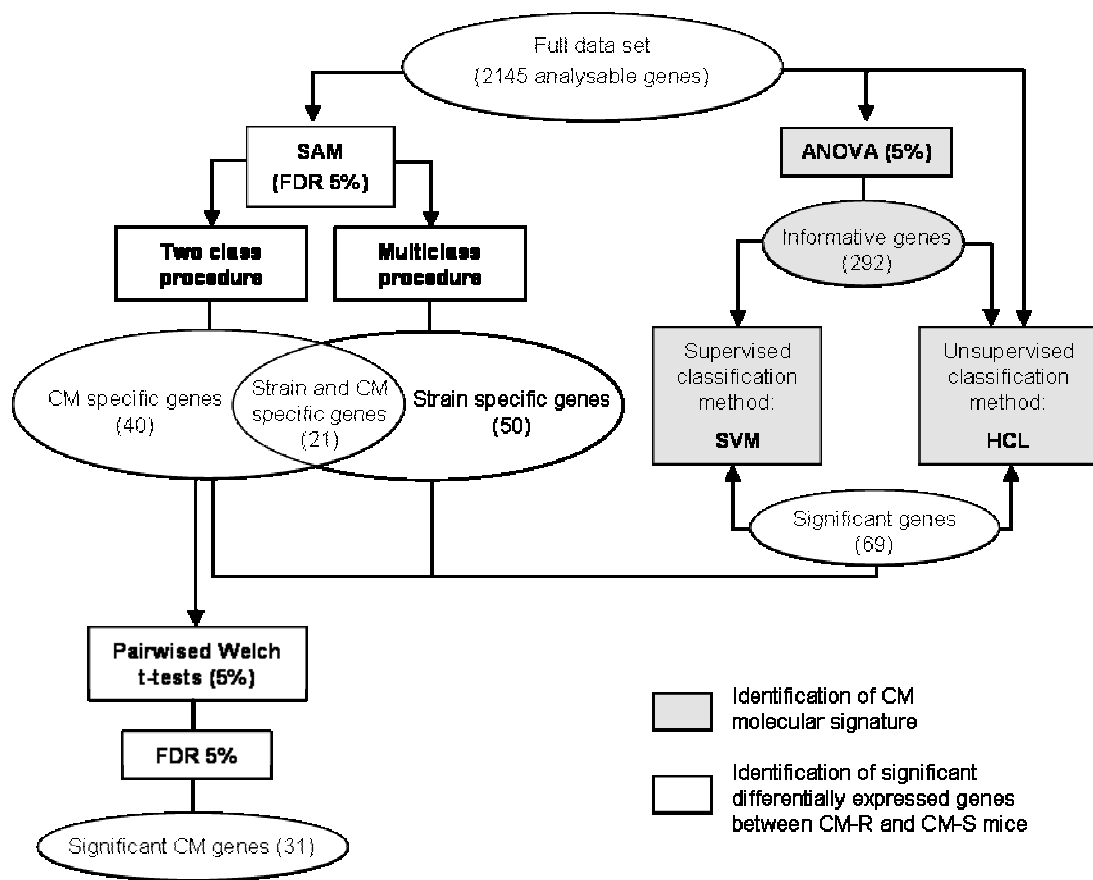 Full data set
(2145 analysable genes)
SAM
(FDR 5%)
ANOVA (5%)
Two class
procedure
Multiclass
procedure
Informative genes
(292)
CM specific genes
(40)
Strain and CM
specific genes
(21)
Strain specific genes
(50)
Supervised
classification
method:
SVM
Unsupervised
classification
method:
HCL
Significant genes
(69)
Pairwised Welch
t-tests (5%)
FDR 5%
Significant CM genes (31)
Identification of CM
molecular signature
Identification of significant
differentially expressed genes
between CM-R and CM-S mice